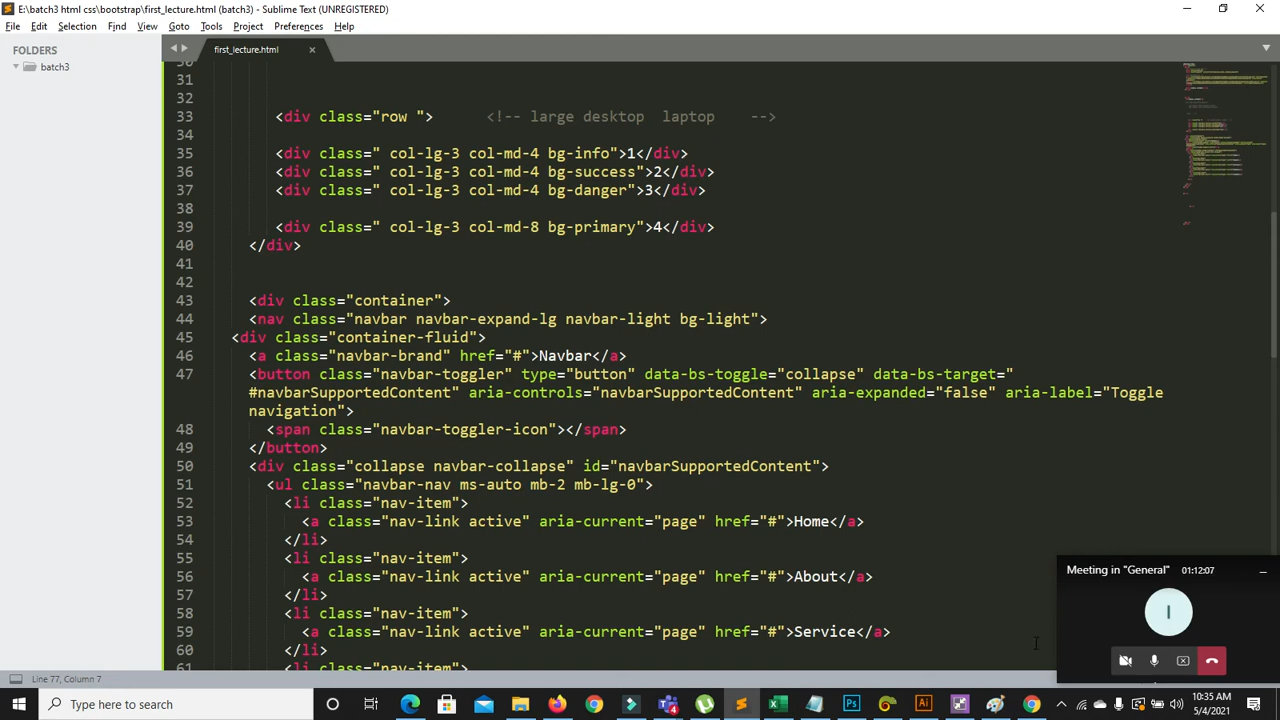 E:\batch3 html css\bootstrap\first_lecture.html (batch3) - Sublime Text (UNREGISTERED)
File Edit Selection Find View Goto Tools Project Preferences Help
FOLDERS
batch3
first_lecture.html
30
31
32
33 <div class="row "> <!-- large desktop laptop -->
34
35 <div class=" col-lg-3 col-md-4 bg-info">1</div>
36 <div class=" col-lg-3 col-md-4 bg-success">2</div>
37 <div class=" col-lg-3 col-md-4 bg-danger">3</div>
38
39 <div class=" col-lg-3 col-md-8 bg-primary">4</div>
40 </div>
41
42
43 <div class="container">
44 <nav class="navbar navbar-expand-lg navbar-light bg-light">
45 <div class="container-fluid">
46 <a class="navbar-brand" href="#">Navbar</a>
47 <button class="navbar-toggler" type="button" data-bs-toggle="collapse" data-bs-target="
#navbarSupportedContent" aria-controls="navbarSupportedContent" aria-expanded="false" aria-label="Toggle
navigation">
48 <span class="navbar-toggler-icon"></span>
49 </button>
50 <div class="collapse navbar-collapse" id="navbarSupportedContent">
51 <ul class="navbar-nav ms-auto mb-2 mb-lg-0">
52 <li class="nav-item">
53 <a class="nav-link active" aria-current="page" href="#">Home</a>
54 </li>
55 <li class="nav-item">
56 <a class="nav-link active" aria-current="page" href="#">About</a>
57 </li>
58 <li class="nav-item">
59 <a class="nav-link active" aria-current="page" href="#">Service</a>
60 </li>
61 <li class="nav-item">
Meeting in "General" 01:12:07
I
Line 77, Column 7
Type here to search
10:35 AM
5/4/2021